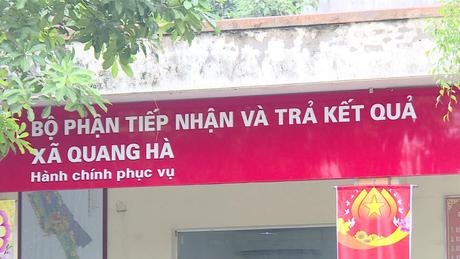 BỘ PHẬN TIẾP NHẬN VÀ TRẢ KẾT QUẢ
XÃ QUANG HÀ
Hành chính phục vụ